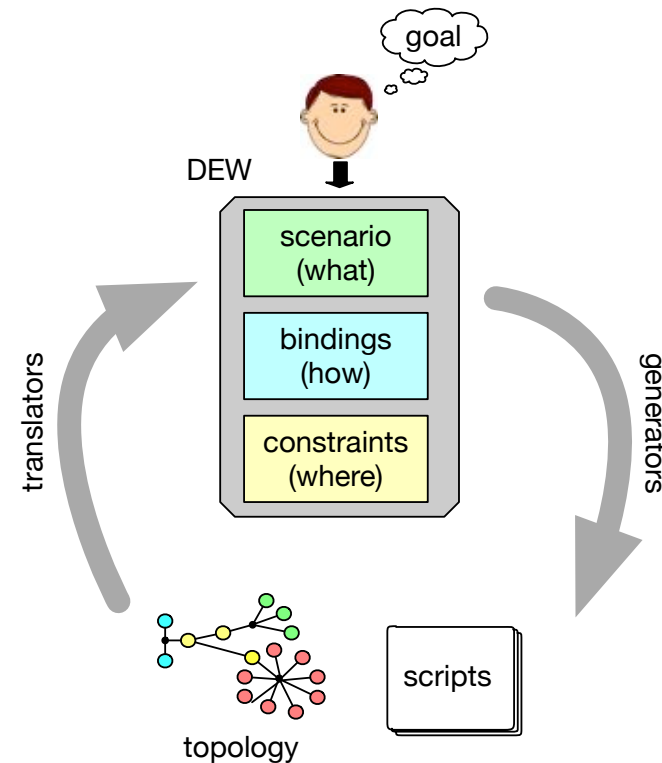 goal
DEW
scenario
(what)
bindings
(how)
constraints
(where)
translators
generators
scripts
topology